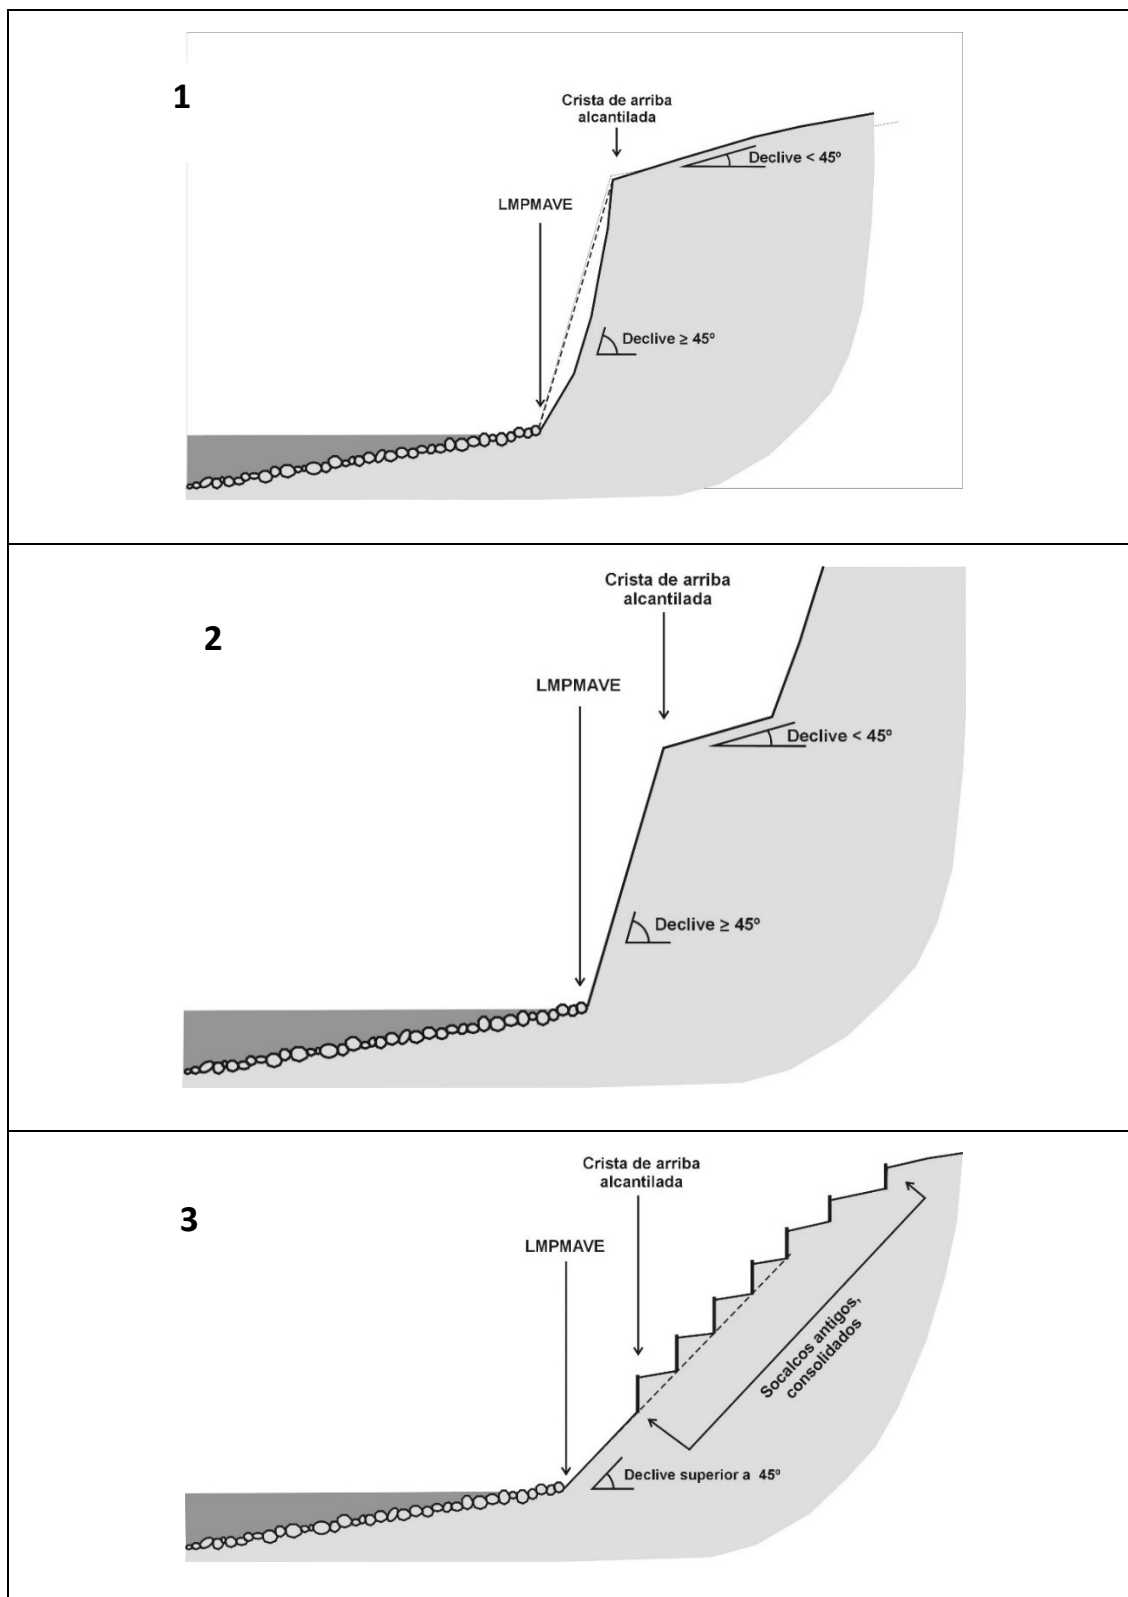 1
Crista de arriba
alcantilada
Declive < 45º
LMPMAVE
Declive ≥ 45º
Crista de arriba
alcantilada
2
LMPMAVE
Declive < 45º
Declive ≥ 45º
Crista de arriba
alcantilada
3
LMPMAVE
Socalcos antigos,
consolidados
Declive superior a 45º